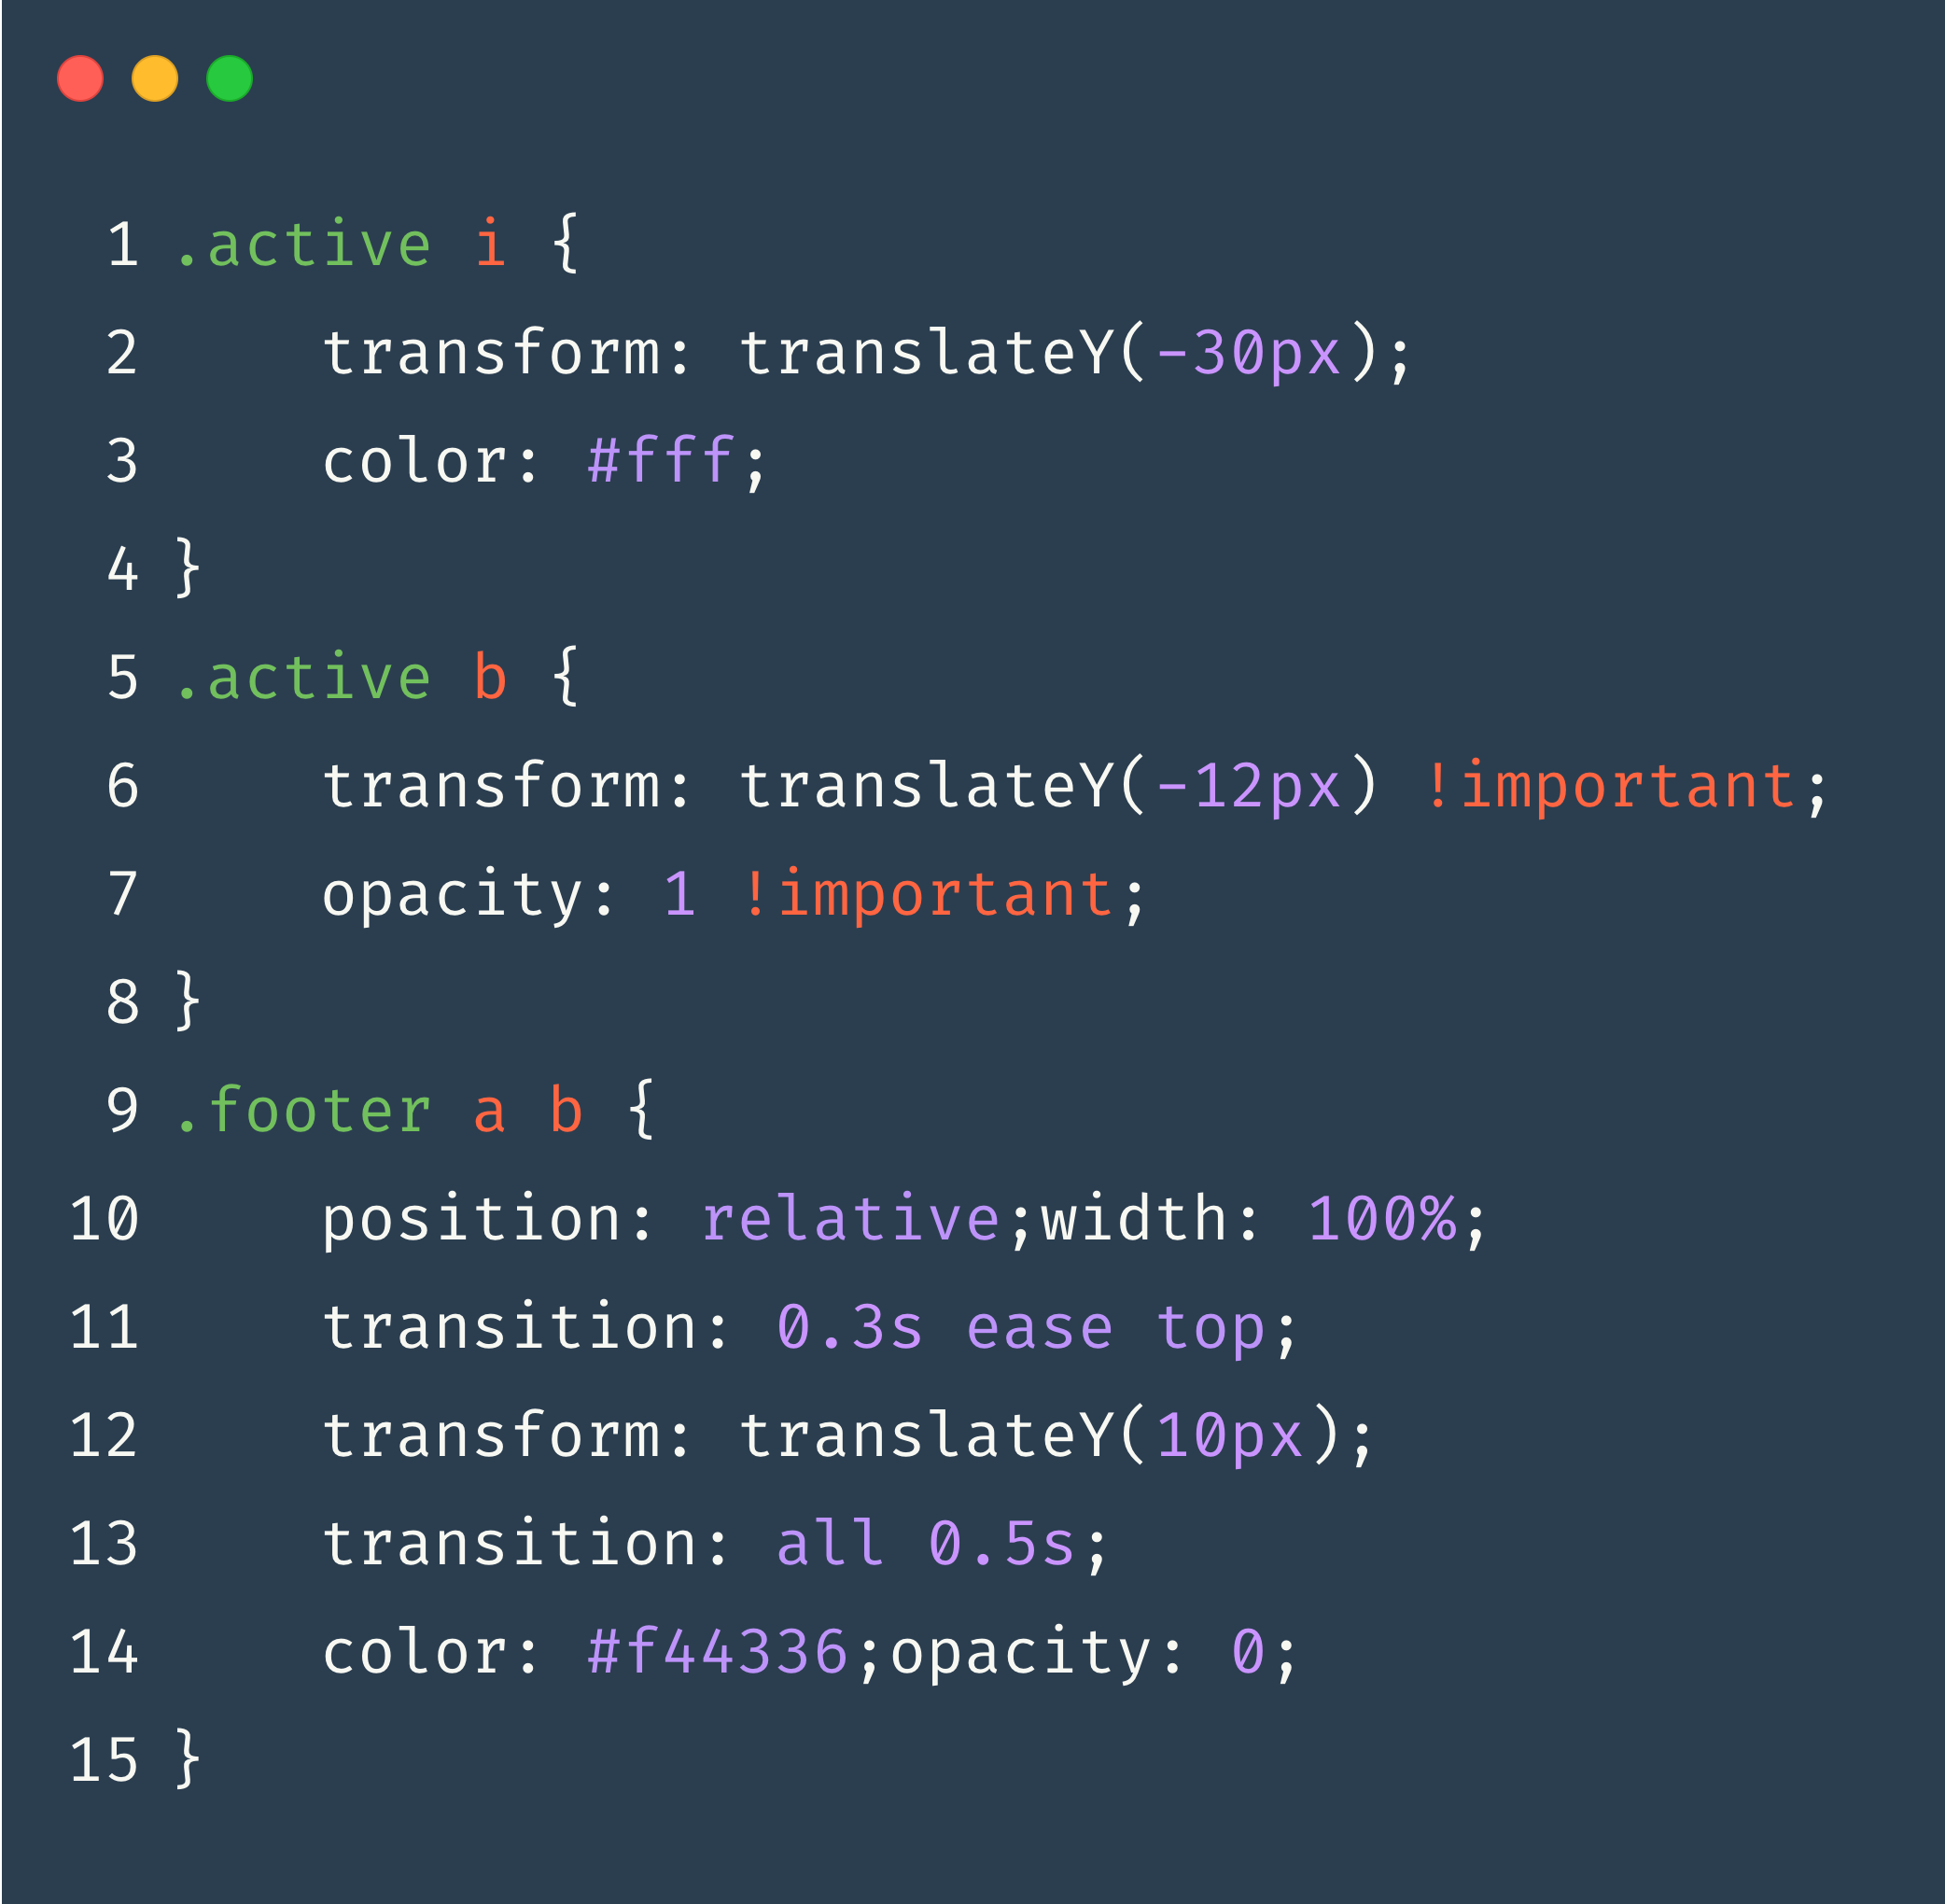 1 .active i {
2     transform: translateY(-30px);
3     color: #fff;
4 }
5 .active b {
6     transform: translateY(-12px) !important;
7     opacity: 1 !important;
8 }
9 .footer a b {
10     position: relative;width: 100%;
11     transition: 0.3s ease top;
12     transform: translateY(10px);
13     transition: all 0.5s;
14     color: #f44336;opacity: 0;
15 }